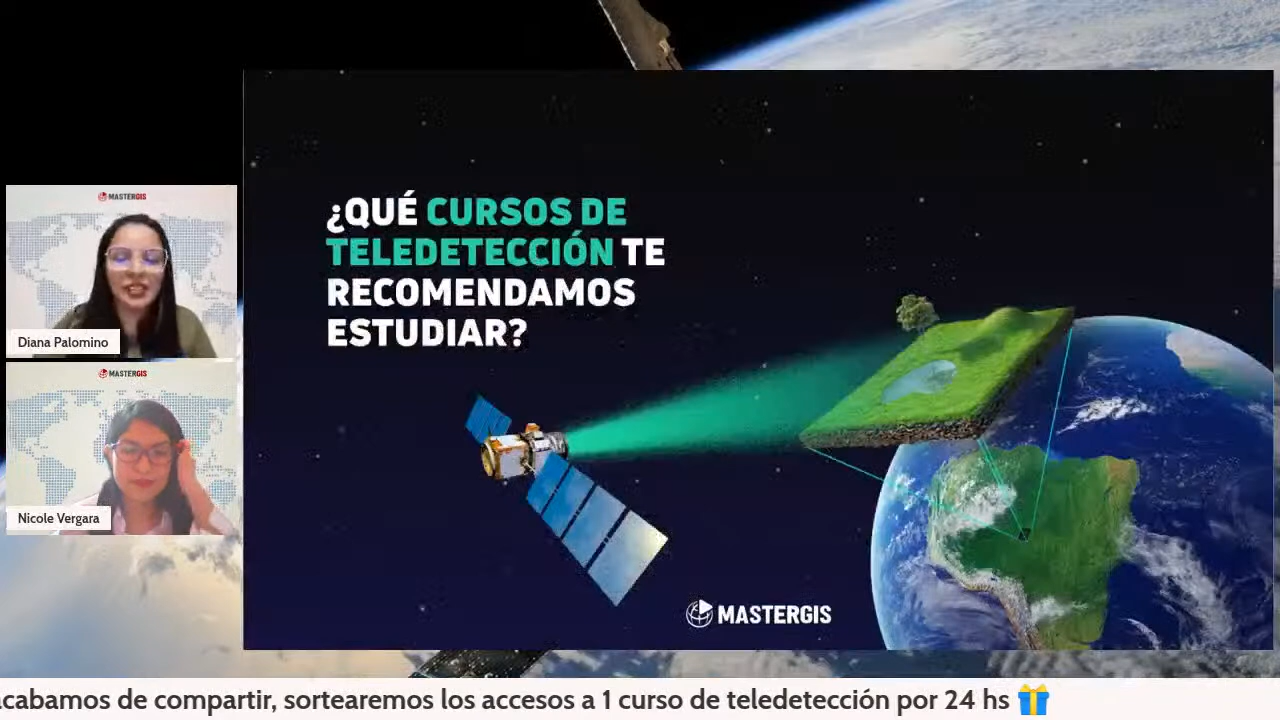 MASTERGIS
Diana Palomino
MASTERGIS
Nicole Vergara
¿QUÉ CURSOS DE
TELEDETECCIÓN TE
RECOMENDAMOS
ESTUDIAR?
MASTERGIS
cabamos de compartir, sortearemos los accesos a 1 curso de teledetección por 24 hs